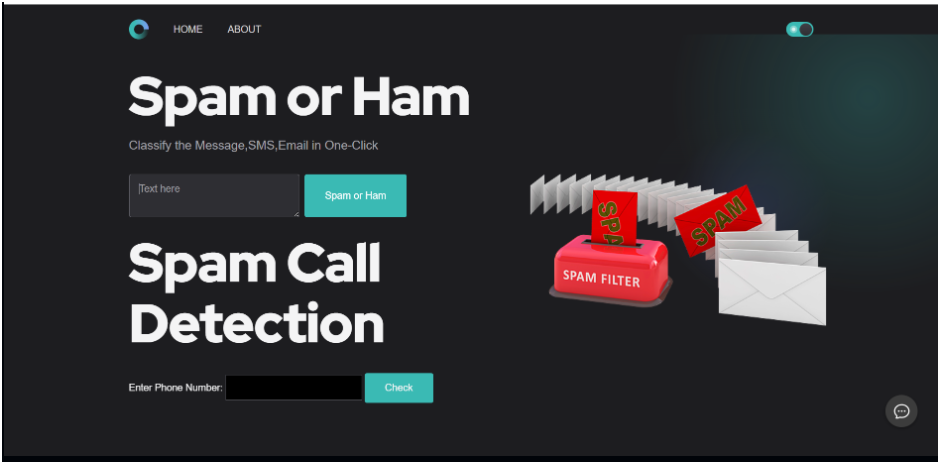 HOME ABOUT
Spam or Ham
Classify the Message,SMS,Email in One-Click
Text here
Spam or Ham
Spam Call
Detection
Enter Phone Number:
Check
SPA
SPAM
SPAM FILTER